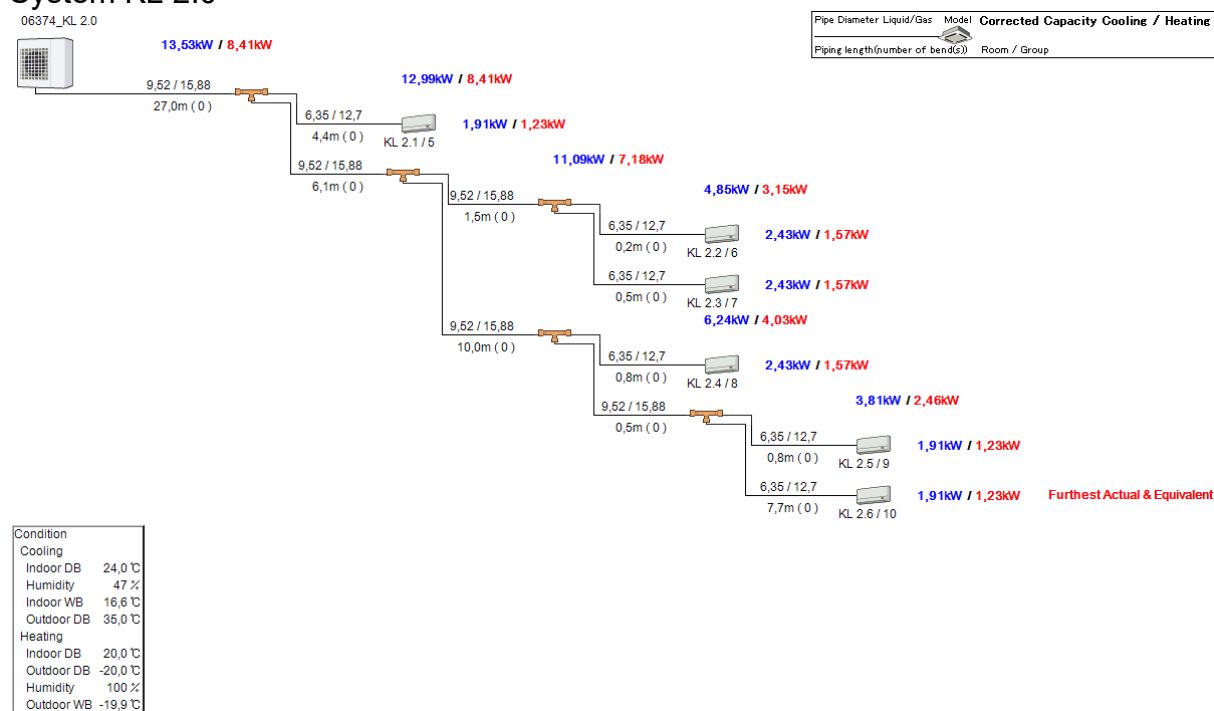 System KL 2.0
06374_KL 2.0
Pipe Diameter Liquid/Gas Model Corrected Capacity Cooling / Heating
Piping length(number of bend(s)) Room / Group
13,53kW / 8,41kW
12,99kW / 8,41kW
9,52 / 15,88
27,0m ( 0 )
6,35 / 12,7
4,4m ( 0 )
KL 2.1 / 5
1,91kW / 1,23kW
11,09kW / 7,18kW
9,52 / 15,88
6,1m ( 0 )
4,85kW / 3,15kW
9,52 / 15,88
1,5m ( 0 )
6,35 / 12,7
0,2m ( 0 )
KL 2.2 / 6
2,43kW / 1,57kW
6,35 / 12,7
0,5m ( 0 )
KL 2.3 / 7
2,43kW / 1,57kW
6,24kW / 4,03kW
9,52 / 15,88
10,0m ( 0 )
6,35 / 12,7
0,8m ( 0 )
KL 2.4 / 8
2,43kW / 1,57kW
3,81kW / 2,46kW
9,52 / 15,88
0,5m ( 0 )
6,35 / 12,7
0,8m ( 0 )
KL 2.5 / 9
1,91kW / 1,23kW
6,35 / 12,7
7,7m ( 0 )
KL 2.6 / 10
1,91kW / 1,23kW
Furthest Actual & Equivalent
Condition
Cooling
Indoor DB 24,0℃
Humidity 47%
Indoor WB 16,6℃
Outdoor DB 35,0℃
Heating
Indoor DB 20,0℃
Outdoor DB -20,0℃
Humidity 100%
Outdoor WB -19,9℃